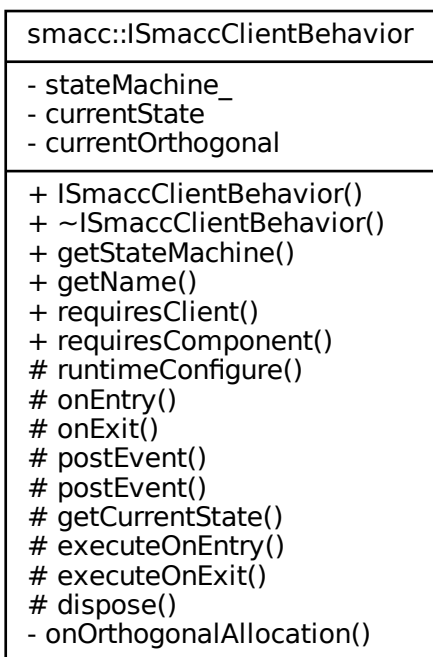 smacc::ISmaccClientBehavior
- stateMachine_
- currentState
- currentOrthogonal
+ ISmaccClientBehavior()
+ ~ISmaccClientBehavior()
+ getStateMachine()
+ getName()
+ requiresClient()
+ requiresComponent()
# runtimeConfigure()
# onEntry()
# onExit()
# postEvent()
# postEvent()
# getCurrentState()
# executeOnEntry()
# executeOnExit()
# dispose()
- onOrthogonalAllocation()